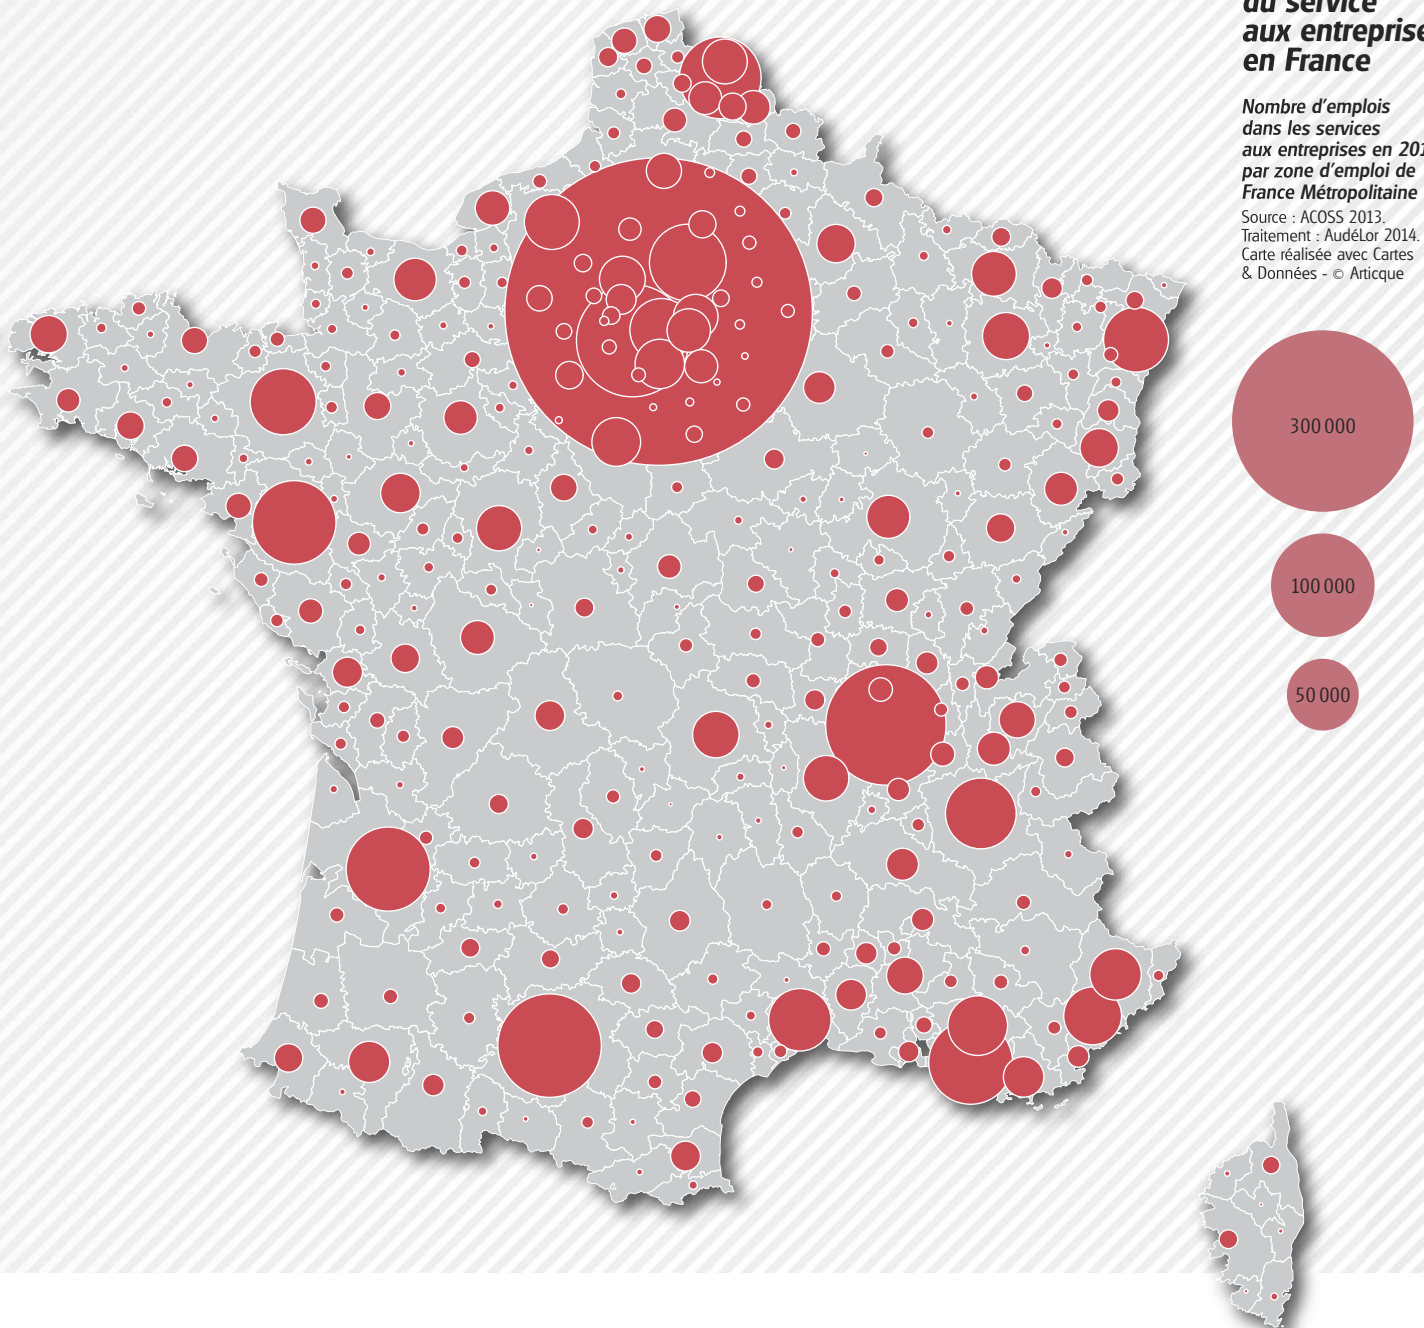 du service
aux entreprise
en France
Nombre d'emplois
dans les services
aux entreprises en 201
par zone d'emploi de
France Métropolitaine
Source : ACOSS 2013.
Traitement : AudéLor 2014.
Carte réalisée avec Cartes
& Données - © Articque
300 000
100 000
50 000